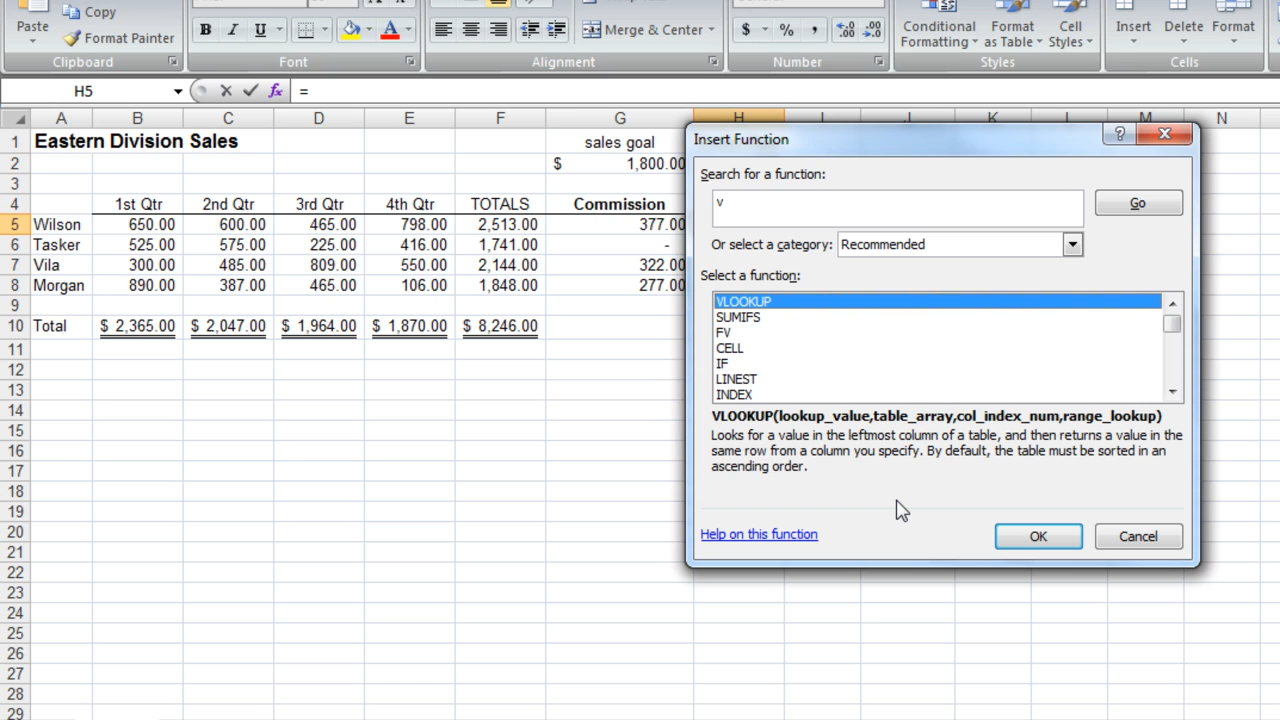 Paste
Copy
Format Painter
Clipboard
B I U
Font
Merge & Center
Alignment
$ % ,
Number
Conditional Formatting
Format as Table
Cell Styles
Styles
Insert
Delete
Format
Cells
H5
fx
=
A B C D E F G H I J K L M N
1 Eastern Division Sales sales goal
2 $ 1,800.00
3
4 1st Qtr 2nd Qtr 3rd Qtr 4th Qtr TOTALS Commission
5 Wilson 650.00 600.00 465.00 798.00 2,513.00 377.00
6 Tasker 525.00 575.00 225.00 416.00 1,741.00 -
7 Vila 300.00 485.00 809.00 550.00 2,144.00 322.00
8 Morgan 890.00 387.00 465.00 106.00 1,848.00 277.00
9
10 Total $ 2,365.00 $ 2,047.00 $ 1,964.00 $ 1,870.00 $ 8,246.00
11
12
13
14
15
16
17
18
19
20
21
22
23
24
25
26
27
28
29
Insert Function
Search for a function:
v
Go
Or select a category: Recommended
Select a function:
VLOOKUP
SUMIFS
FV
CELL
IF
LINEST
INDEX
VLOOKUP(lookup_value,table_array,col_index_num,range_lookup)
Looks for a value in the leftmost column of a table, and then returns a value in the
same row from a column you specify. By default, the table must be sorted in an
ascending order.
Help on this function
OK
Cancel